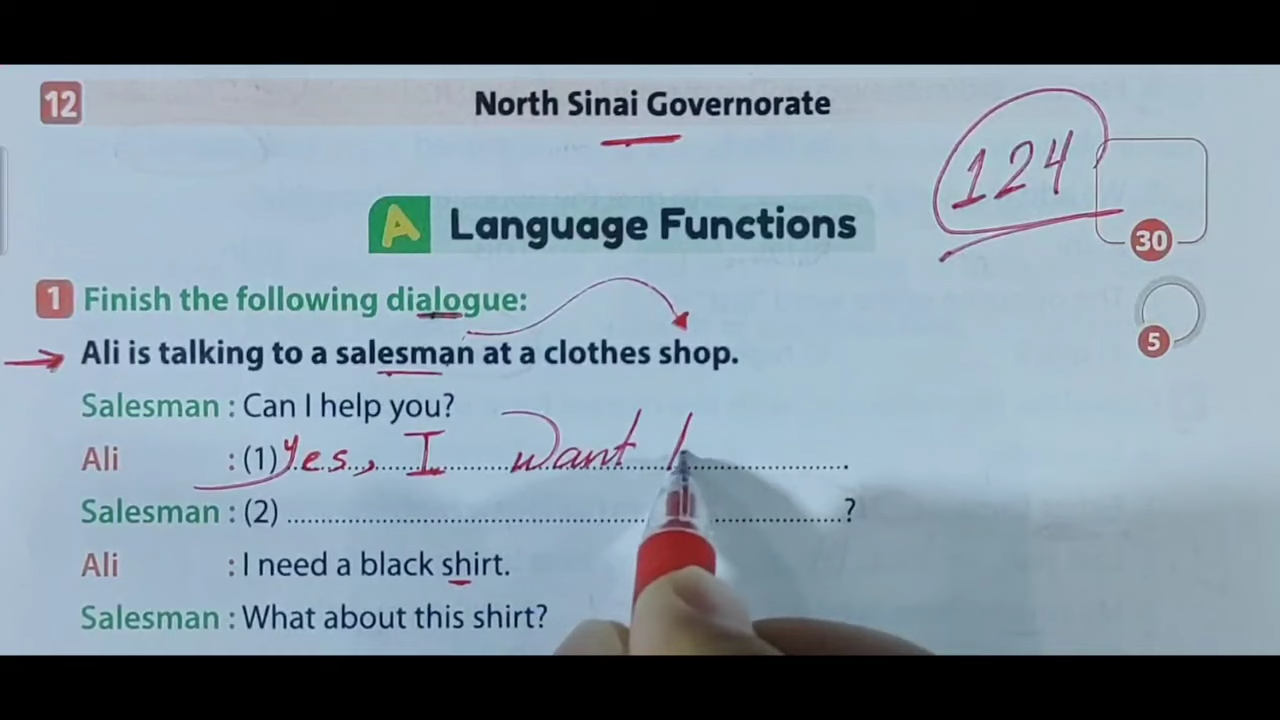 12 North Sinai Governorate
124
A Language Functions
30
1 Finish the following dialogue:
5
Ali is talking to a salesman at a clothes shop.
Salesman : Can I help you?
Ali : (1) Yes, I want
Salesman : (2) ........................................ ?
Ali : I need a black shirt.
Salesman : What about this shirt?